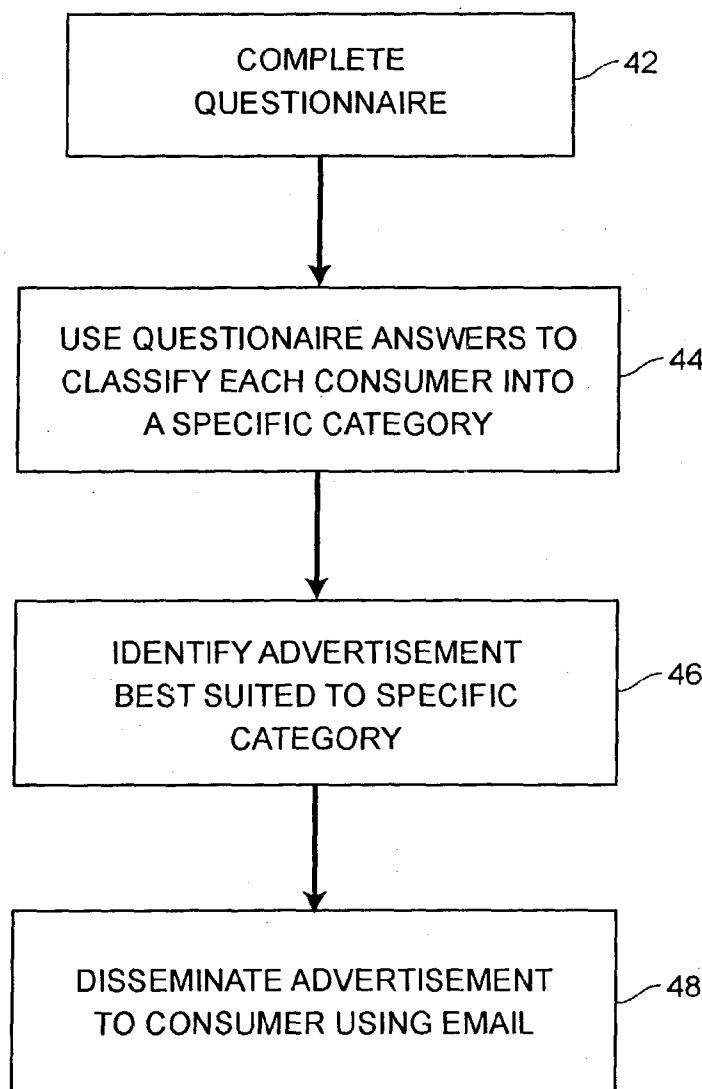 COMPLETE
QUESTIONNAIRE
42
USE QUESTIONAIRE ANSWERS TO
CLASSIFY EACH CONSUMER INTO
A SPECIFIC CATEGORY
44
IDENTIFY ADVERTISEMENT
BEST SUITED TO SPECIFIC
CATEGORY
46
DISSEMINATE ADVERTISEMENT
TO CONSUMER USING EMAIL
48